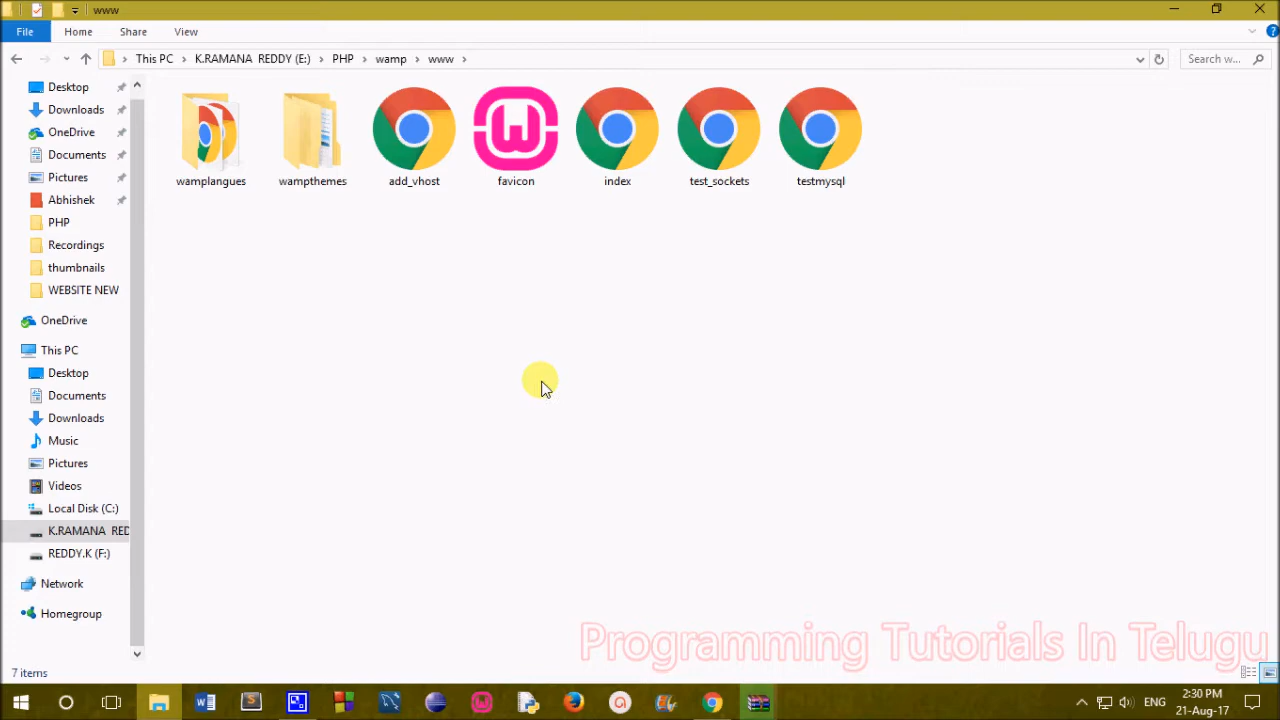 www
File Home Share View
This PC K.RAMANA REDDY (E:) PHP wamp www Search w...
Desktop
Downloads
OneDrive
Documents
Pictures
Abhishek
PHP
Recordings
thumbnails
WEBSITE NEW
OneDrive
This PC
Desktop
Documents
Downloads
Music
Pictures
Videos
Local Disk (C:)
K.RAMANA RED
REDDY.K (F:)
Network
Homegroup
wamplangues wampthemes add_vhost favicon index test_sockets testmysql
Programming Tutorials In Telugu
7 items
ENG 2:30 PM
21-Aug-17